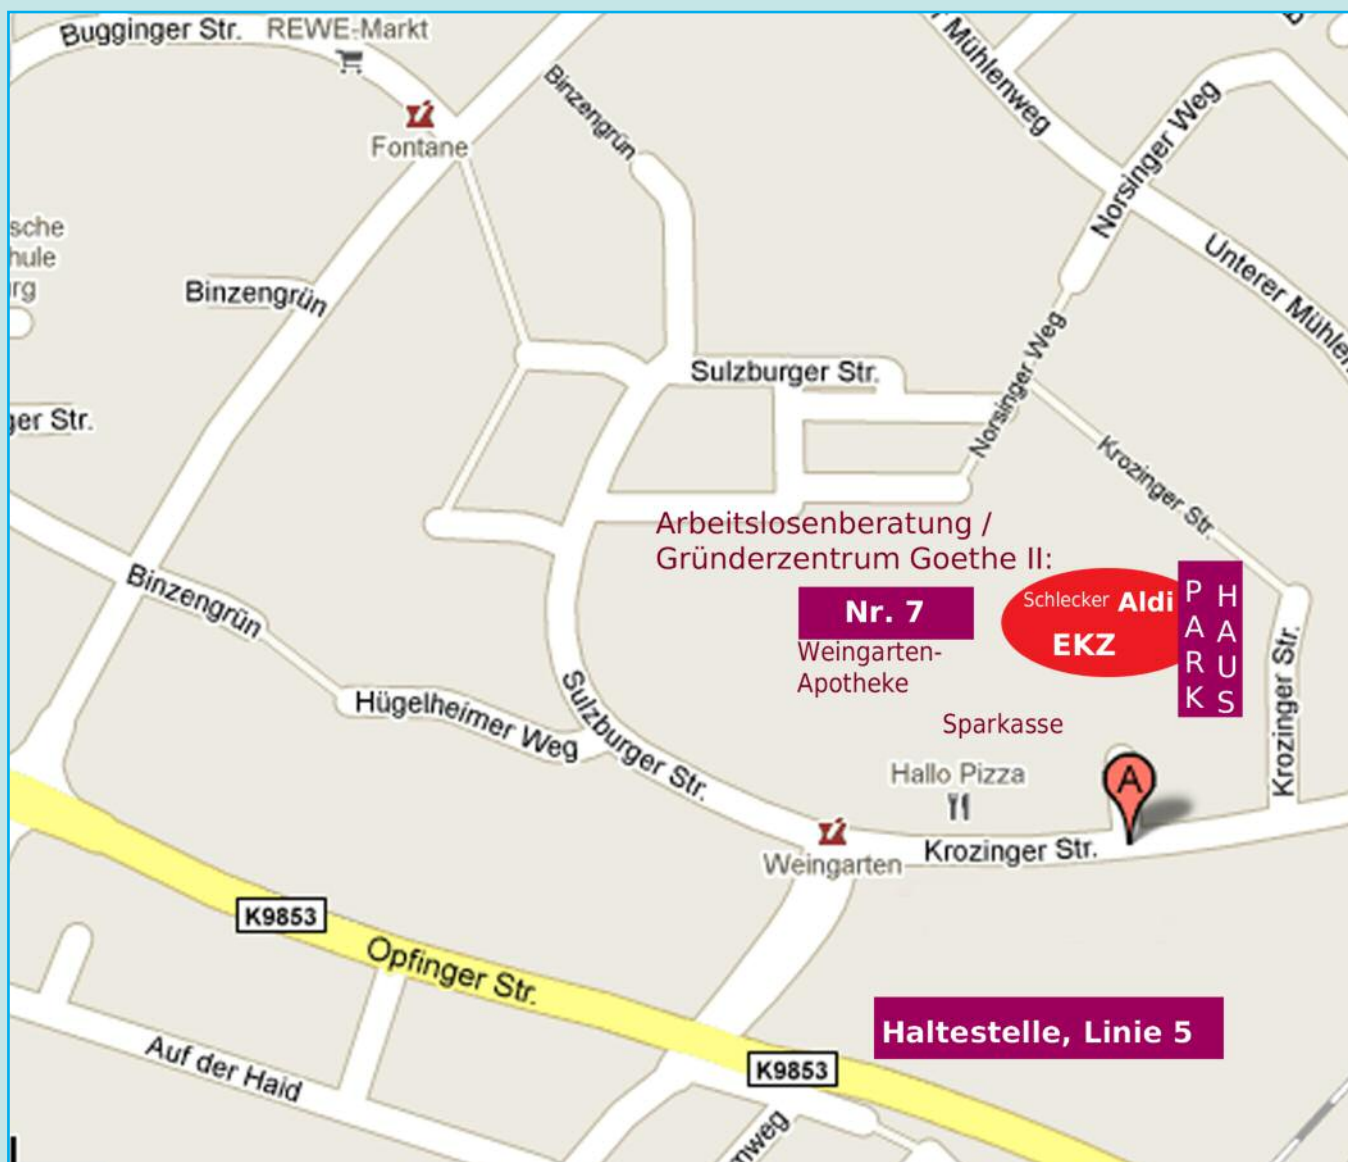 Bugginger Str.
REWE-Markt
Fontane
Binzengrün
Mühlenweg
Norsinger Weg
Unterer Mühlen
sche
hule
rg
Binzengrün
Sulzburger Str.
Norsinger Weg
ger Str.
Krozinger Str.
Arbeitslosenberatung /
Gründerzentrum Goethe II:
Nr. 7
Schlecker Aldi
EKZ
PARK
HAUS
Binzengrün
Weingarten-
Apotheke
Hügelheimer Weg
Sulzburger Str.
Sparkasse
Krozinger Str.
Hallo Pizza
A
Weingarten
Krozinger Str.
K9853
Opfinger Str.
Haltestelle, Linie 5
Auf der Haid
K9853
nweg